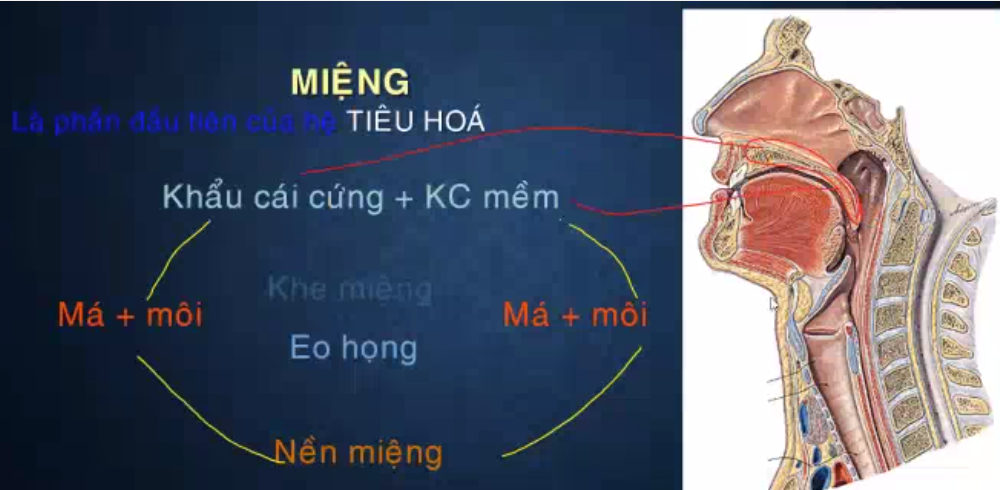 MIỆNG
Là phần đầu tiên của hệ TIÊU HOÁ
Khẩu cái cứng + KC mềm
Khe miệng
Má + môi Má + môi
Eo họng
Nền miệng